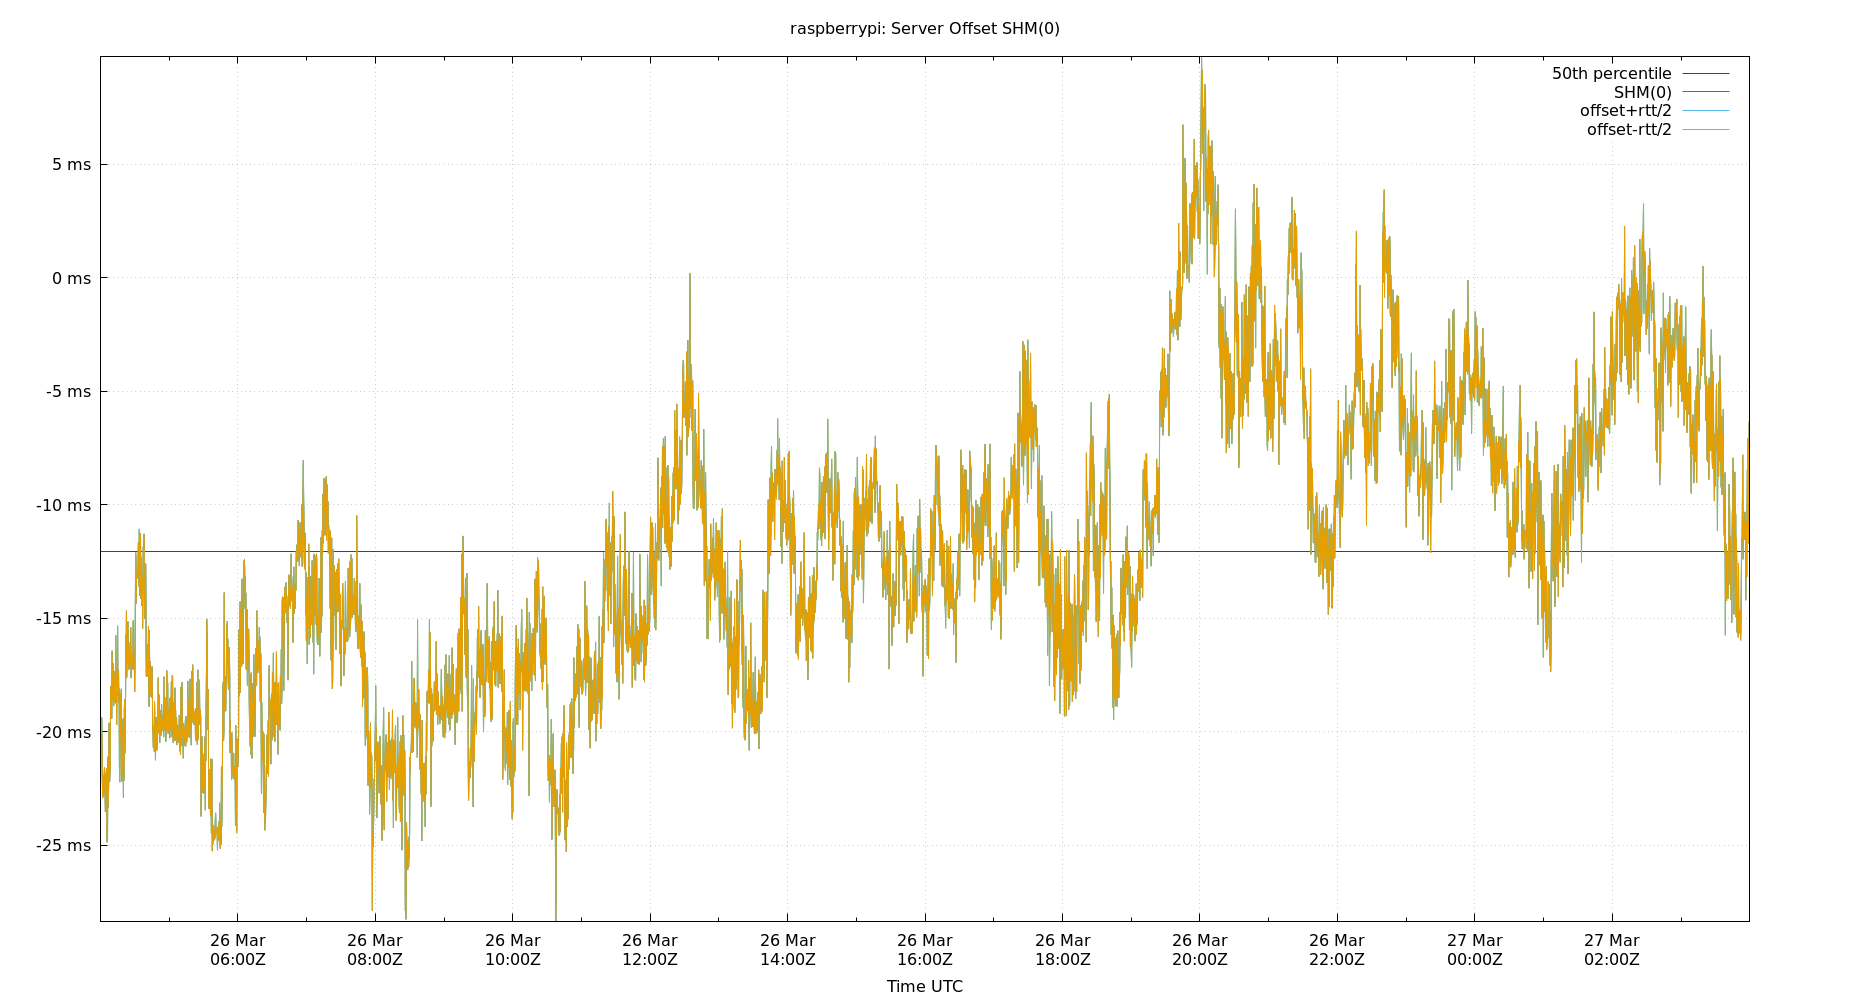 raspberrypi: Server Offset SHM(0)
50th percentile
SHM(0)
offset+rtt/2
offset-rtt/2
5 ms
0 ms
-5 ms
-10 ms
-15 ms
-20 ms
-25 ms
26 Mar 26 Mar 26 Mar 26 Mar 26 Mar 26 Mar 26 Mar 26 Mar 26 Mar 27 Mar 27 Mar
06:00Z 08:00Z 10:00Z 12:00Z 14:00Z 16:00Z 18:00Z 20:00Z 22:00Z 00:00Z 02:00Z
Time UTC